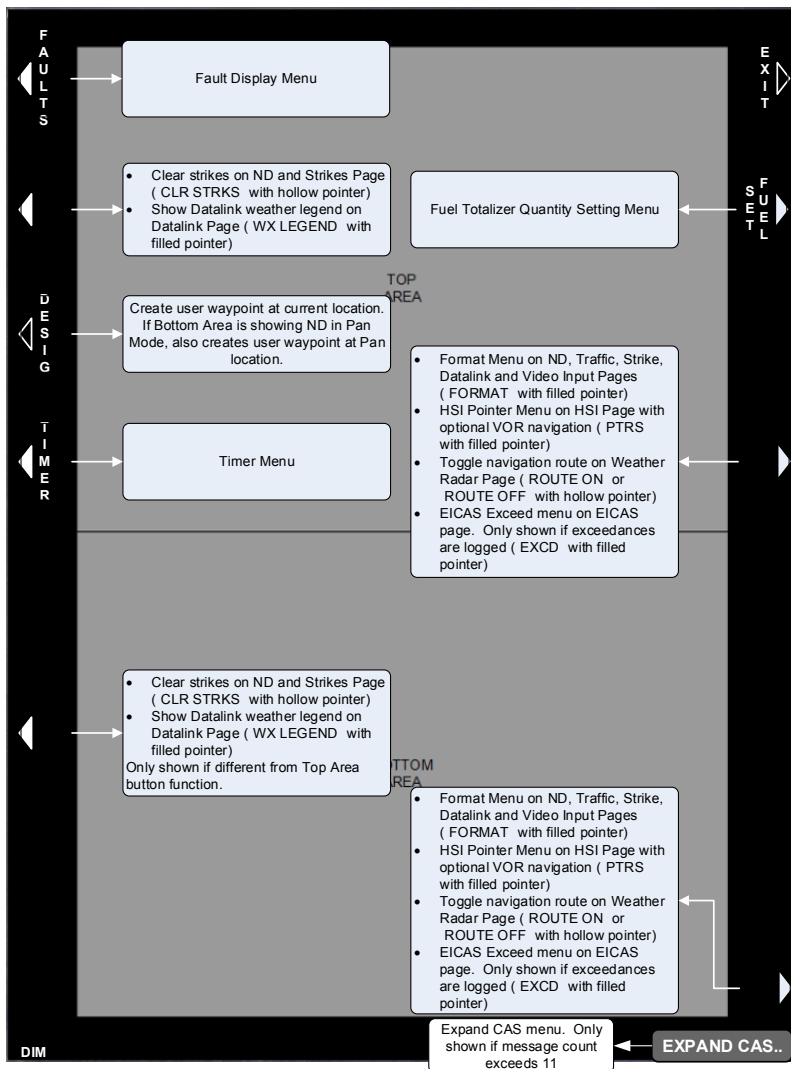 FAULTS
EXIT
Fault Display Menu
• Clear strikes on ND and Strikes Page
( CLR STRKS with hollow pointer)
• Show Datalink weather legend on
Datalink Page ( WX LEGEND with
filled pointer)
Fuel Totalizer Quantity Setting Menu
FUEL
SET
TOP
AREA
DESIG
Create user waypoint at current location.
If Bottom Area is showing ND in Pan
Mode, also creates user waypoint at Pan
location.
• Format Menu on ND, Traffic, Strike,
Datalink and Video Input Pages
( FORMAT with filled pointer)
• HSI Pointer Menu on HSI Page with
optional VOR navigation ( PTRS
with filled pointer)
• Toggle navigation route on Weather
Radar Page ( ROUTE ON or
ROUTE OFF with hollow pointer)
• EICAS Exceed menu on EICAS
page. Only shown if exceedances
are logged ( EXCD with filled
pointer)
TIMER
Timer Menu
• Clear strikes on ND and Strikes Page
( CLR STRKS with hollow pointer)
• Show Datalink weather legend on
Datalink Page ( WX LEGEND with
filled pointer)
Only shown if different from Top Area
button function.
OTTOM
REA
• Format Menu on ND, Traffic, Strike,
Datalink and Video Input Pages
( FORMAT with filled pointer)
• HSI Pointer Menu on HSI Page with
optional VOR navigation ( PTRS
with filled pointer)
• Toggle navigation route on Weather
Radar Page ( ROUTE ON or
ROUTE OFF with hollow pointer)
• EICAS Exceed menu on EICAS
page. Only shown if exceedances
are logged ( EXCD with filled
pointer)
DIM
Expand CAS menu. Only
shown if message count
exceeds 11
EXPAND CAS..